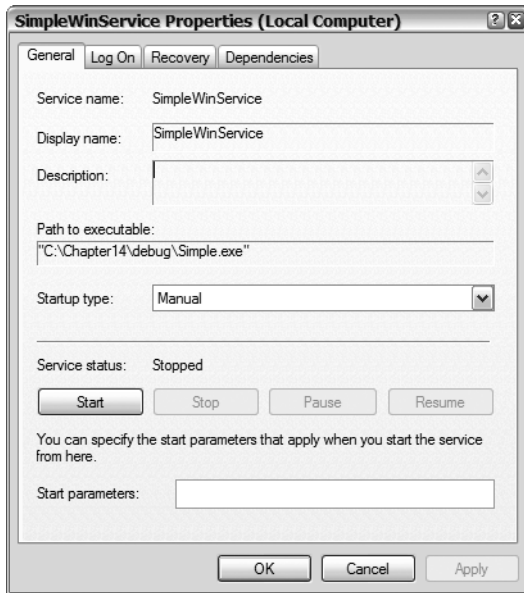 SimpleWinService Properties (Local Computer)
General Log On Recovery Dependencies
Service name: SimpleWinService
Display name: SimpleWinService
Description:
Path to executable:
"C:\Chapter14\debug\Simple.exe"
Startup type: Manual
Service status: Stopped
Start Stop Pause Resume
You can specify the start parameters that apply when you start the service
from here.
Start parameters:
OK Cancel Apply